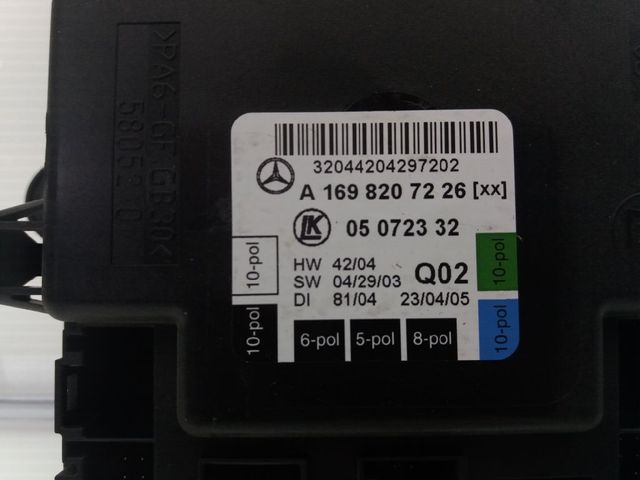 >PA6-GF GB30<
32044204297202
A 169 820 72 26 [xx]
LK
05 0723 32
HW 42/04
SW 04/29/03
Q02
DI 81/04 23/04/05
10-pol
10-pol
10-pol
10-pol
6-pol
5-pol
8-pol